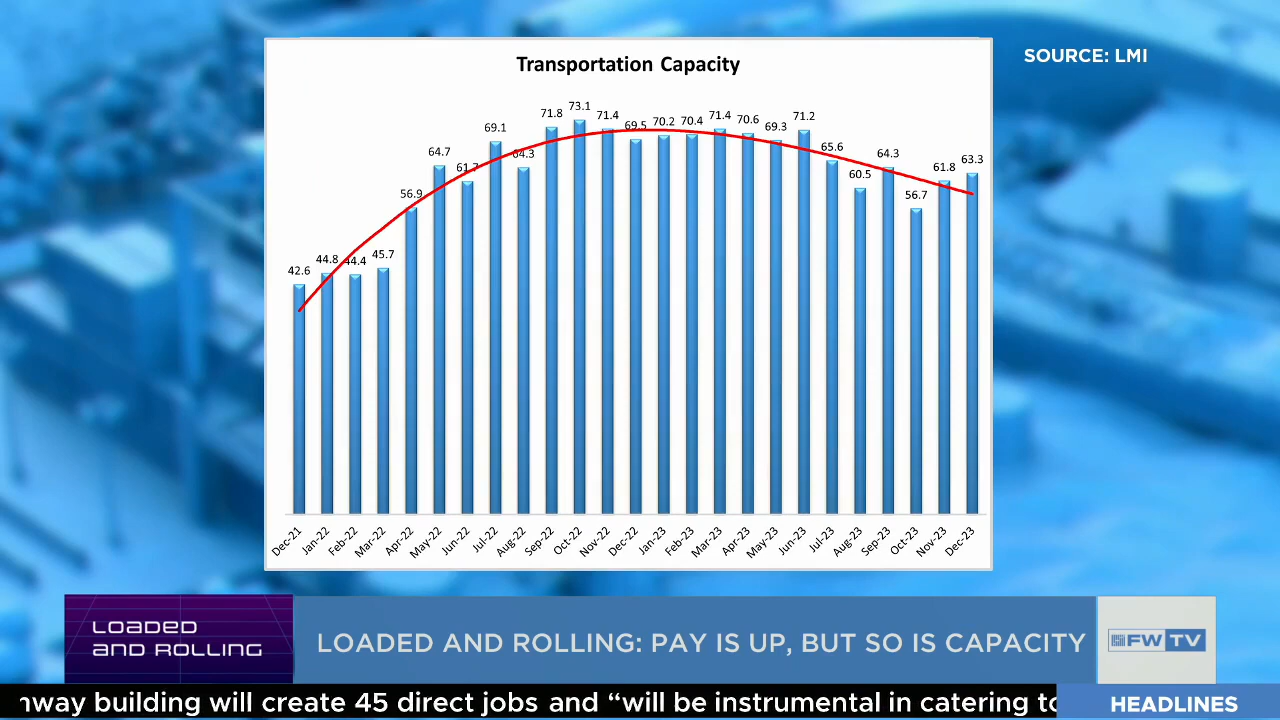 Transportation Capacity
SOURCE: LMI
42.6 44.8 44.4 45.7 56.9 64.7 61.7 69.1 64.3 71.8 73.1 71.4 69.5 70.2 70.4 71.4 70.6 69.3 71.2 65.6 60.5 64.3 56.7 61.8 63.3
Dec-21 Jan-22 Feb-22 Mar-22 Apr-22 May-22 Jun-22 Jul-22 Aug-22 Sep-22 Oct-22 Nov-22 Dec-22 Jan-23 Feb-23 Mar-23 Apr-23 May-23 Jun-23 Jul-23 Aug-23 Sep-23 Oct-23 Nov-23 Dec-23
LOADED
AND ROLLING
LOADED AND ROLLING: PAY IS UP, BUT SO IS CAPACITY
FW TV
building will create 45 direct jobs and “will be instrumental in catering
HEADLINES